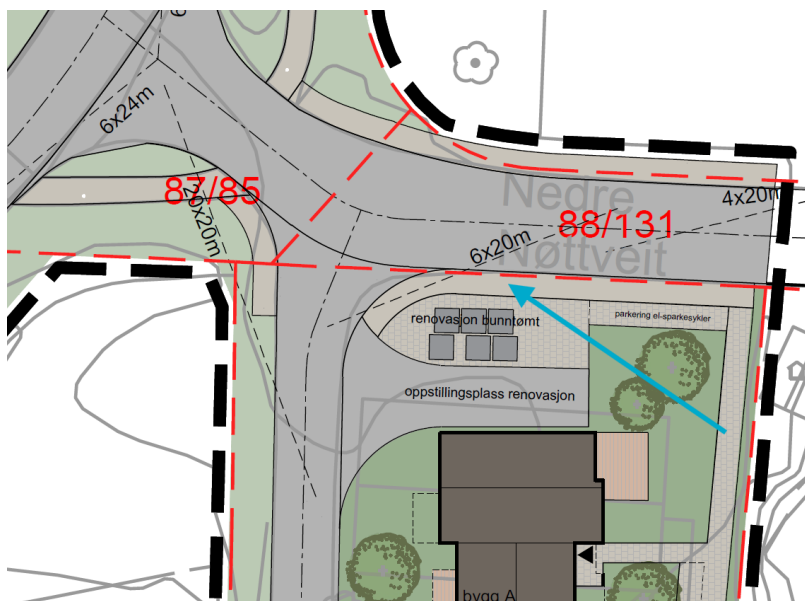 6x24m
87/85
20x20m
Nedre
Nøttveit
88/131
4x20m
6x20m
renovasjon bunntømt
parkering el-sparkesykler
oppstillingsplass renovasjon
bygg A